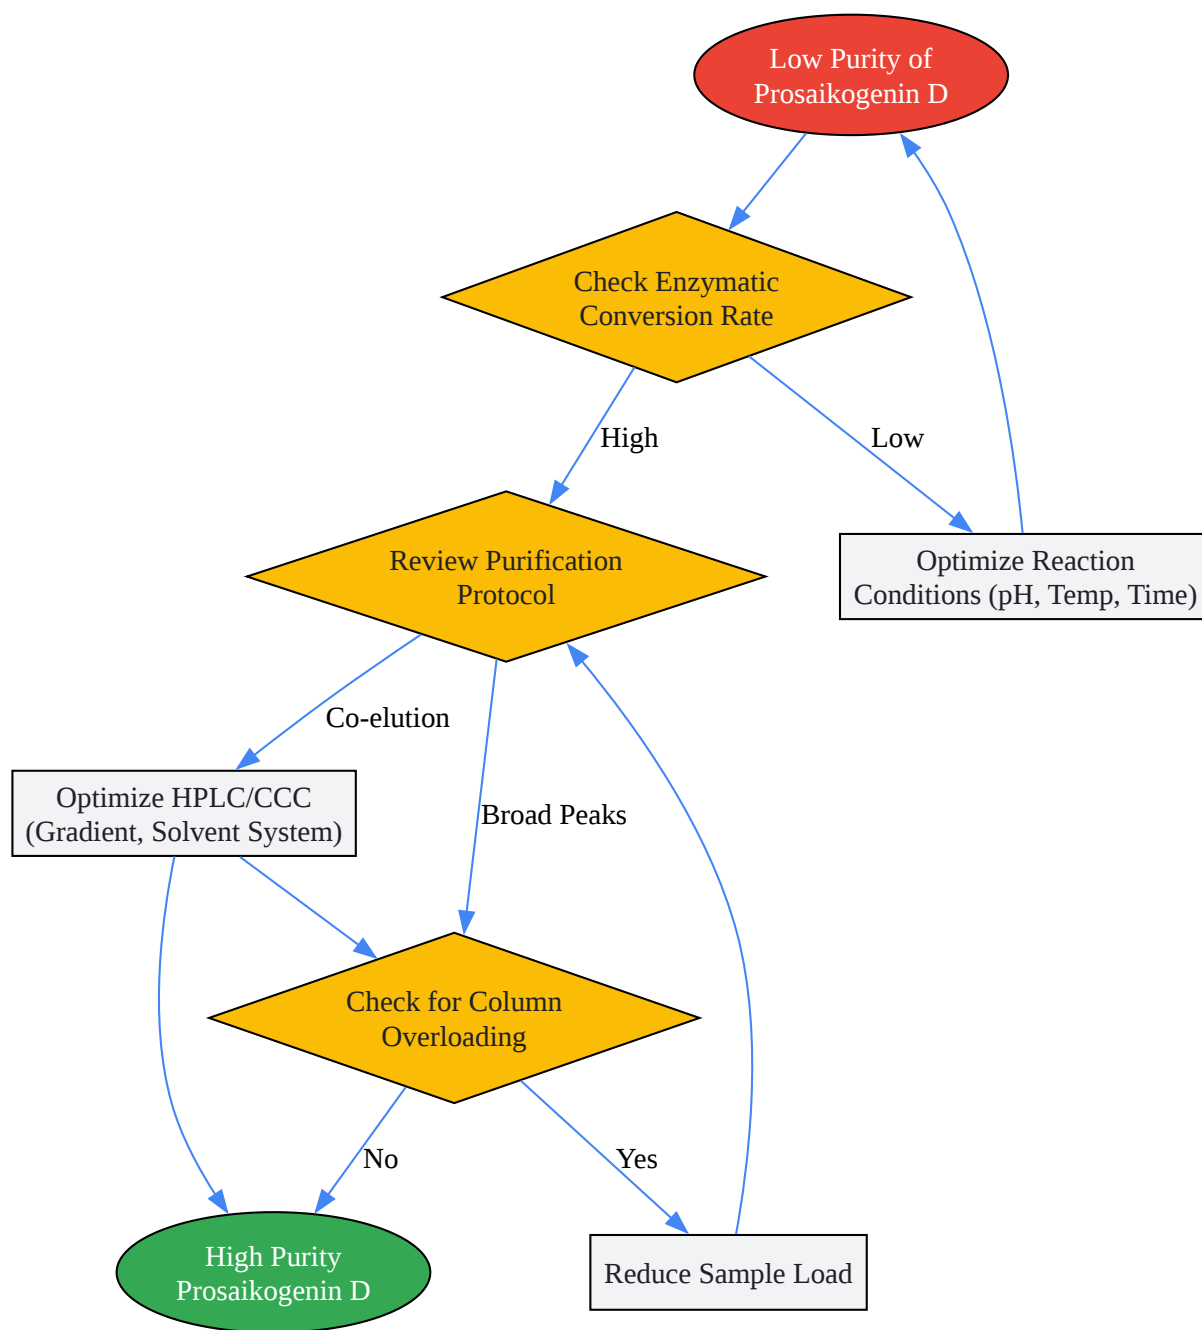 Low Purity of
Prosaikogenin D
Check Enzymatic
Conversion Rate
High
Low
Review Purification
Protocol
Optimize Reaction
Conditions (pH, Temp, Time)
Co-elution
Optimize HPLC/CCC
(Gradient, Solvent System)
Broad Peaks
Check for Column
Overloading
No
Yes
High Purity
Prosaikogenin D
Reduce Sample Load